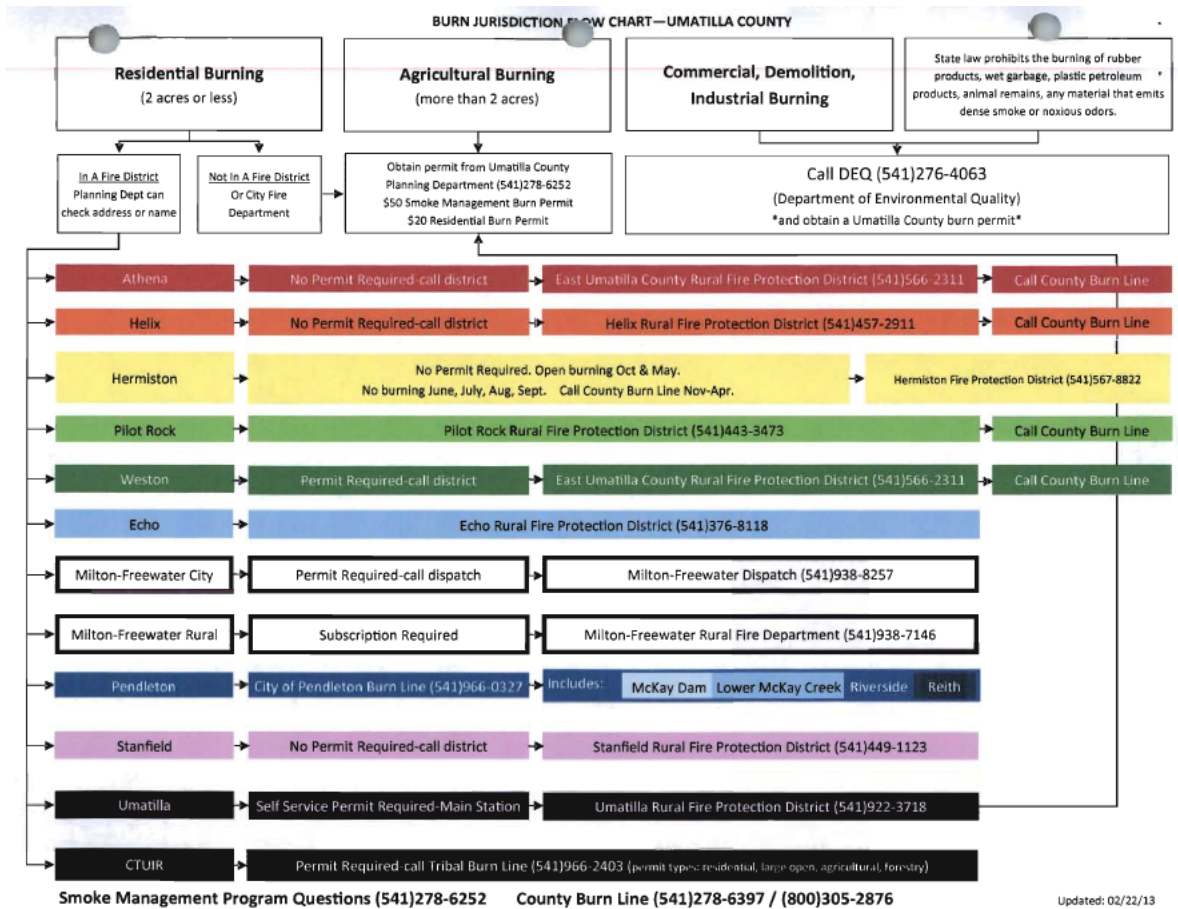 BURN JURISDICTION FLOW CHART—UMATILLA COUNTY
Residential Burning
(2 acres or less)
Agricultural Burning
(more than 2 acres)
Commercial, Demolition,
Industrial Burning
State law prohibits the burning of rubber
products, wet garbage, plastic petroleum
products, animal remains, any material that emits
dense smoke or noxious odors.
In A Fire District
Planning Dept can
check address or name
Not In A Fire District
Or City Fire
Department
Obtain permit from Umatilla County
Planning Department (541)278-6252
$50 Smoke Management Burn Permit
$20 Residential Burn Permit
Call DEQ (541)276-4063
(Department of Environmental Quality)
*and obtain a Umatilla County burn permit*
Athena No Permit Required-call district East Umatilla County Rural Fire Protection District (541)566-2311 Call County Burn Line
Helix No Permit Required-call district Helix Rural Fire Protection District (541)457-2911 Call County Burn Line
Hermiston
No Permit Required. Open burning Oct & May.
No burning June, July, Aug, Sept. Call County Burn Line Nov-Apr.
Hermiston Fire Protection District (541)567-8822
Pilot Rock Pilot Rock Rural Fire Protection District (541)443-3473 Call County Burn Line
Weston Permit Required-call district East Umatilla County Rural Fire Protection District (541)566-2311 Call County Burn Line
Echo Echo Rural Fire Protection District (541)376-8118
Milton-Freewater City Permit Required-call dispatch Milton-Freewater Dispatch (541)938-8257
Milton-Freewater Rural Subscription Required Milton-Freewater Rural Fire Department (541)938-7146
Pendleton City of Pendleton Burn Line (541)966-0327 Includes: McKay Dam Lower McKay Creek Riverside Reith
Stanfield No Permit Required-call district Stanfield Rural Fire Protection District (541)449-1123
Umatilla Self Service Permit Required-Main Station Umatilla Rural Fire Protection District (541)922-3718
CTUIR Permit Required-call Tribal Burn Line (541)966-2403 (permit types: residential, large open, agricultural, forestry)
Smoke Management Program Questions (541)278-6252 County Burn Line (541)278-6397 / (800)305-2876
Updated: 02/22/13